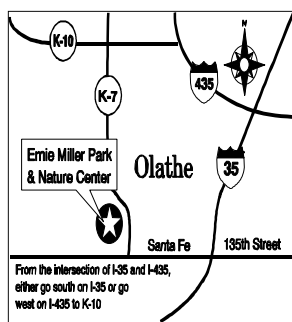 N
K-10
435
K-7
Ernie Miller Park
& Nature Center
Olathe
35
Santa Fe
135th Street
From the intersection of I-35 and I-435,
either go south on I-35 or go
west on I-435 to K-10